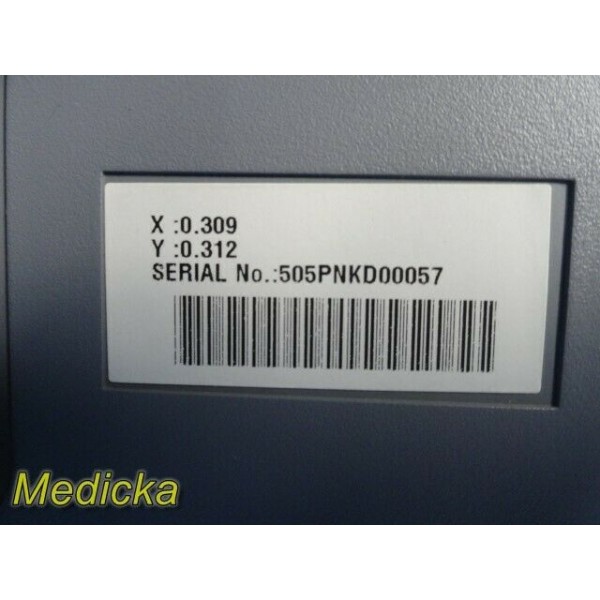 X :0.309
Y :0.312
SERIAL No.:505PNKD00057
Medicka